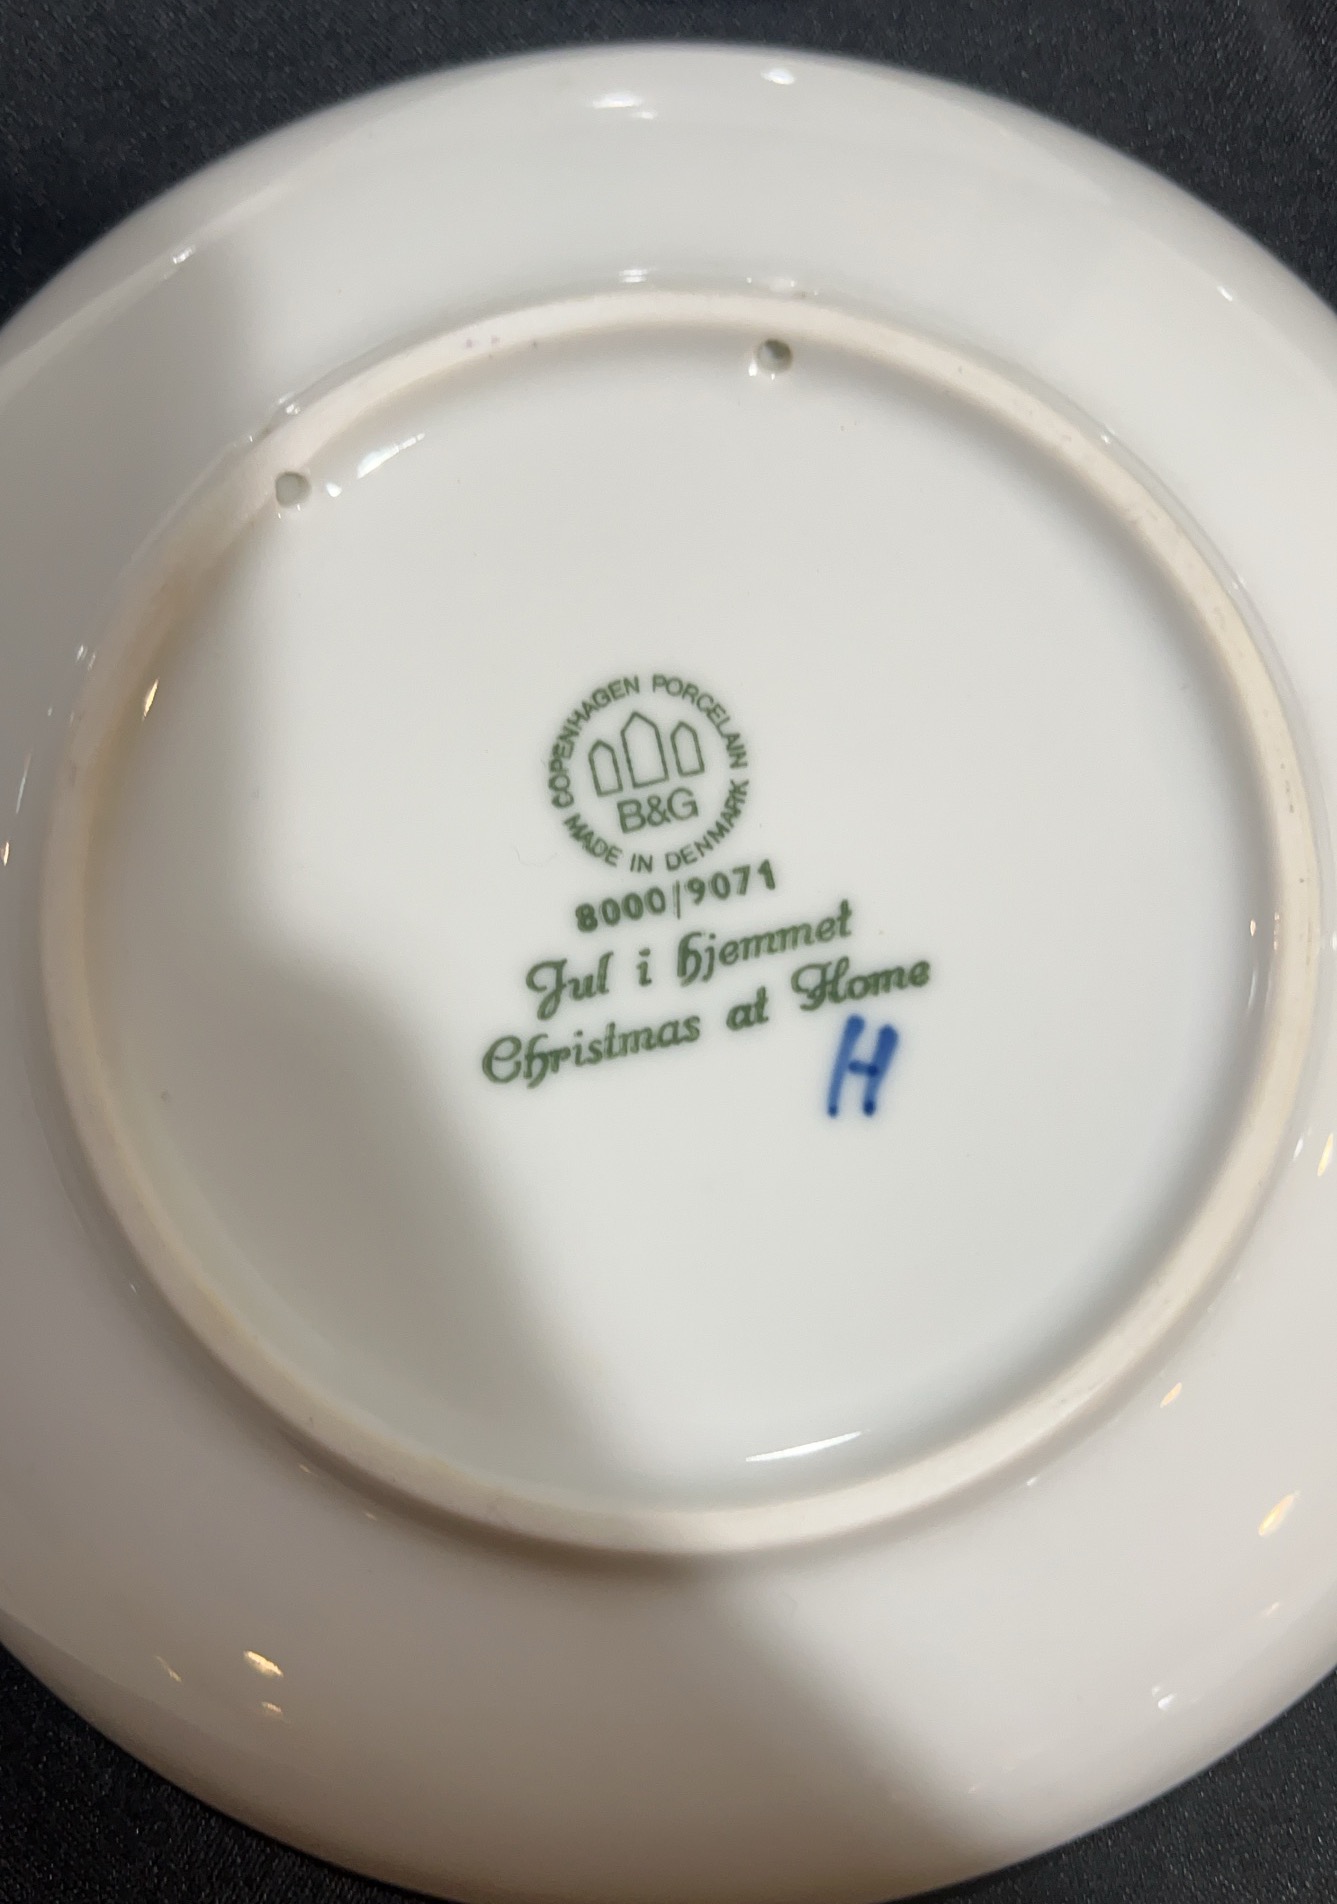 COPENHAGEN PORCELAIN
B&G
MADE IN DENMARK
8000/9071
Jul i hjemmet
Christmas at Home
H